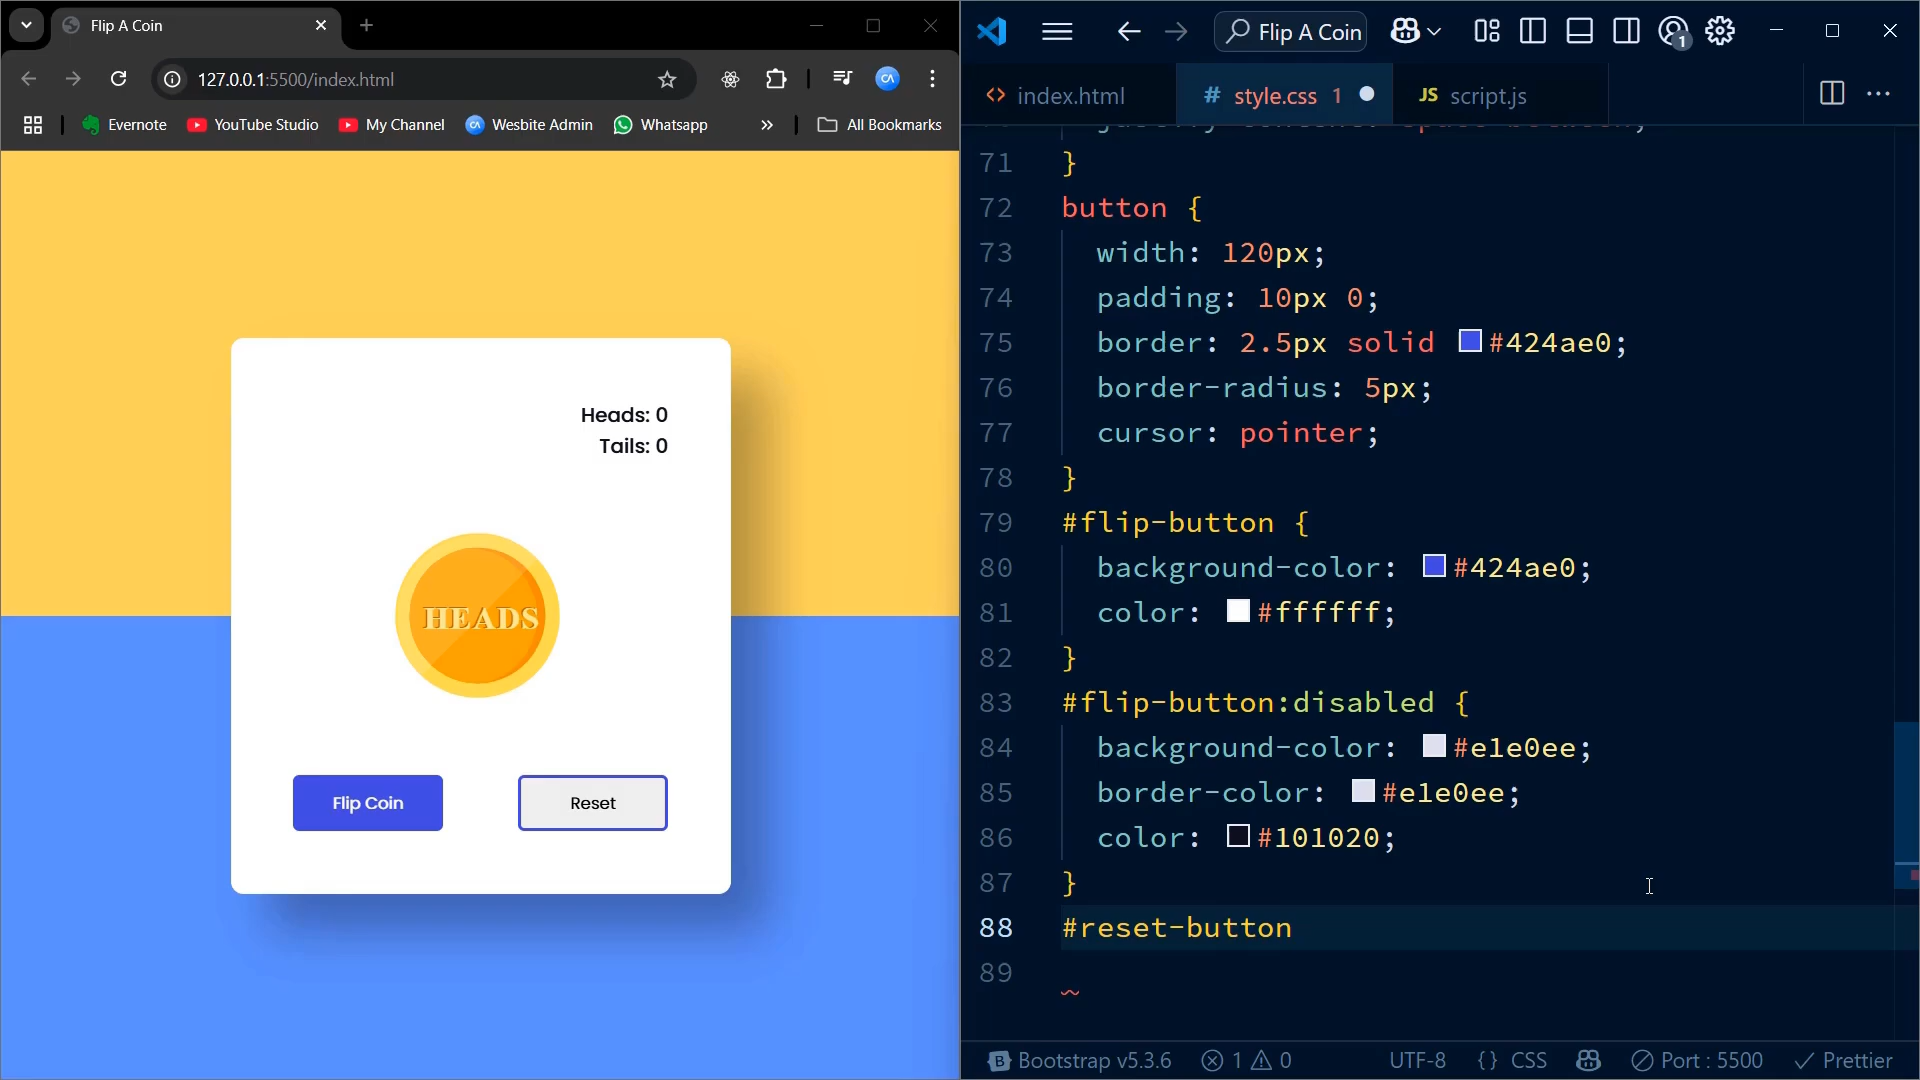 Flip A Coin
127.0.0.1:5500/index.html
Evernote
YouTube Studio
My Channel
Wesbite Admin
Whatsapp
»
All Bookmarks
Heads: 0
Tails: 0
HEADS
Flip Coin
Reset
Flip A Coin
1
<> index.html
# style.css 1
JS script.js
justify-content: space-between;
71 }
72 button {
73 width: 120px;
74 padding: 10px 0;
75 border: 2.5px solid #424ae0;
76 border-radius: 5px;
77 cursor: pointer;
78 }
79 #flip-button {
80 background-color: #424ae0;
81 color: #ffffff;
82 }
83 #flip-button:disabled {
84 background-color: #e1e0ee;
85 border-color: #e1e0ee;
86 color: #101020;
87 }
88 #reset-button
89
B Bootstrap v5.3.6 1 0 UTF-8 {} CSS Port : 5500 Prettier